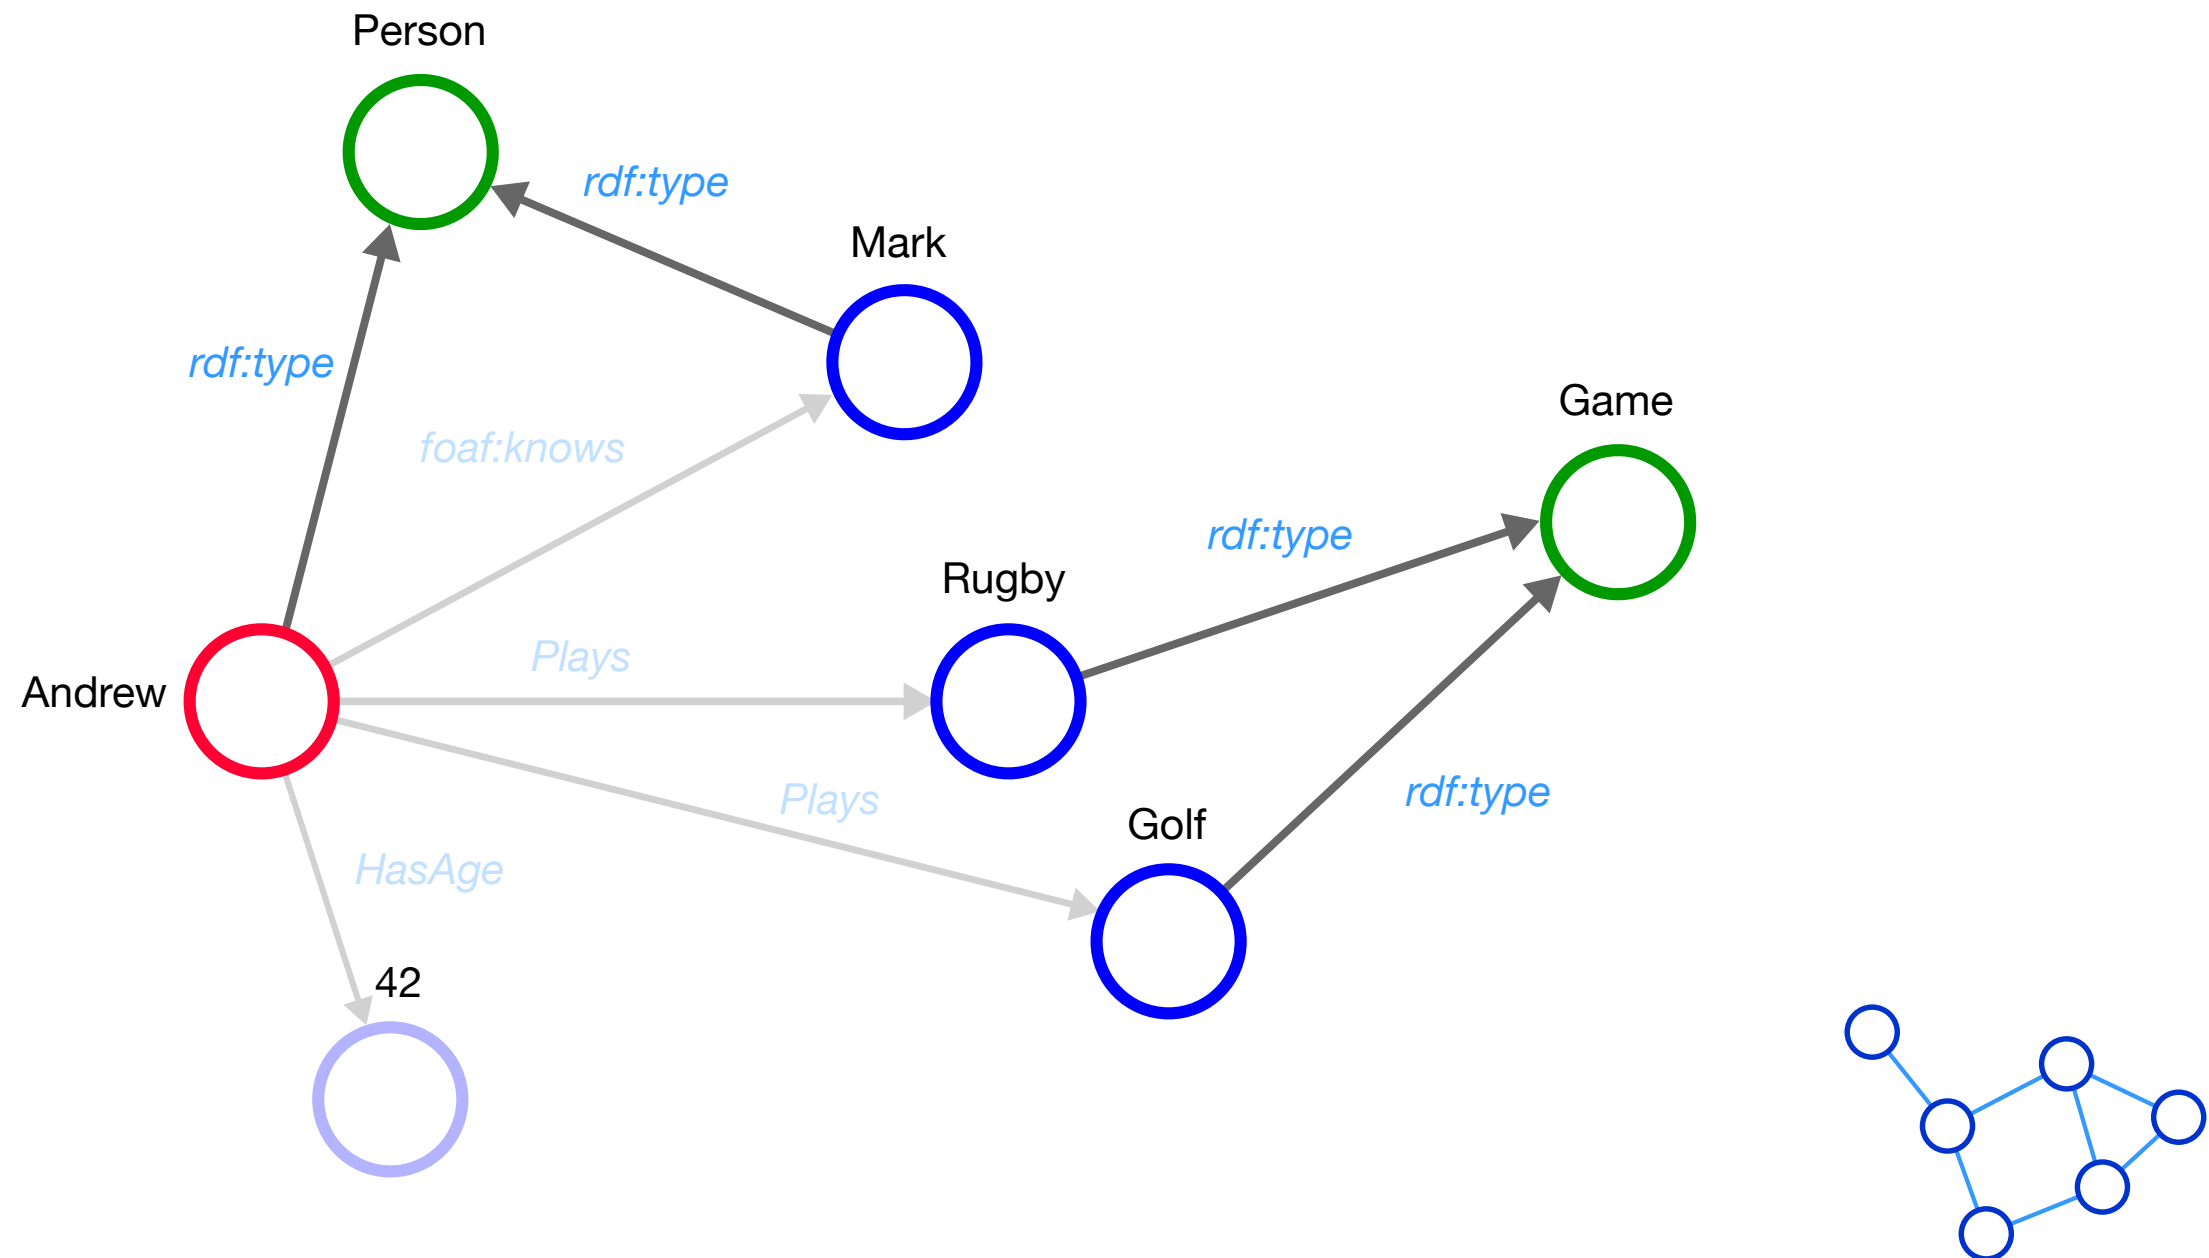 Person
rdf:type
Mark
rdf:type
Game
foaf:knows
rdf:type
Rugby
Plays
Andrew
Plays
rdf:type
Golf
HasAge
42